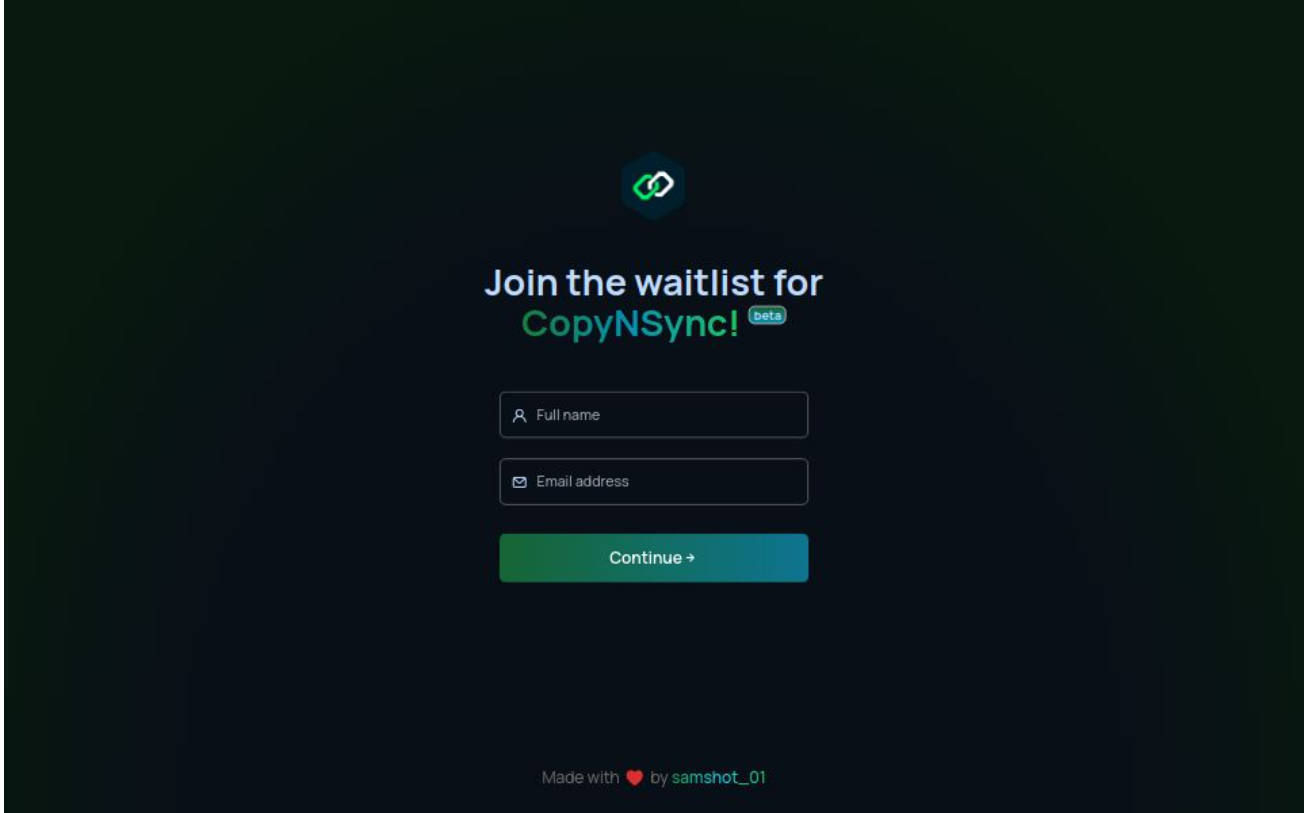 Join the waitlist for
CopyNSync! beta
Full name
Email address
Continue →
Made with ❤️ by samshot_01